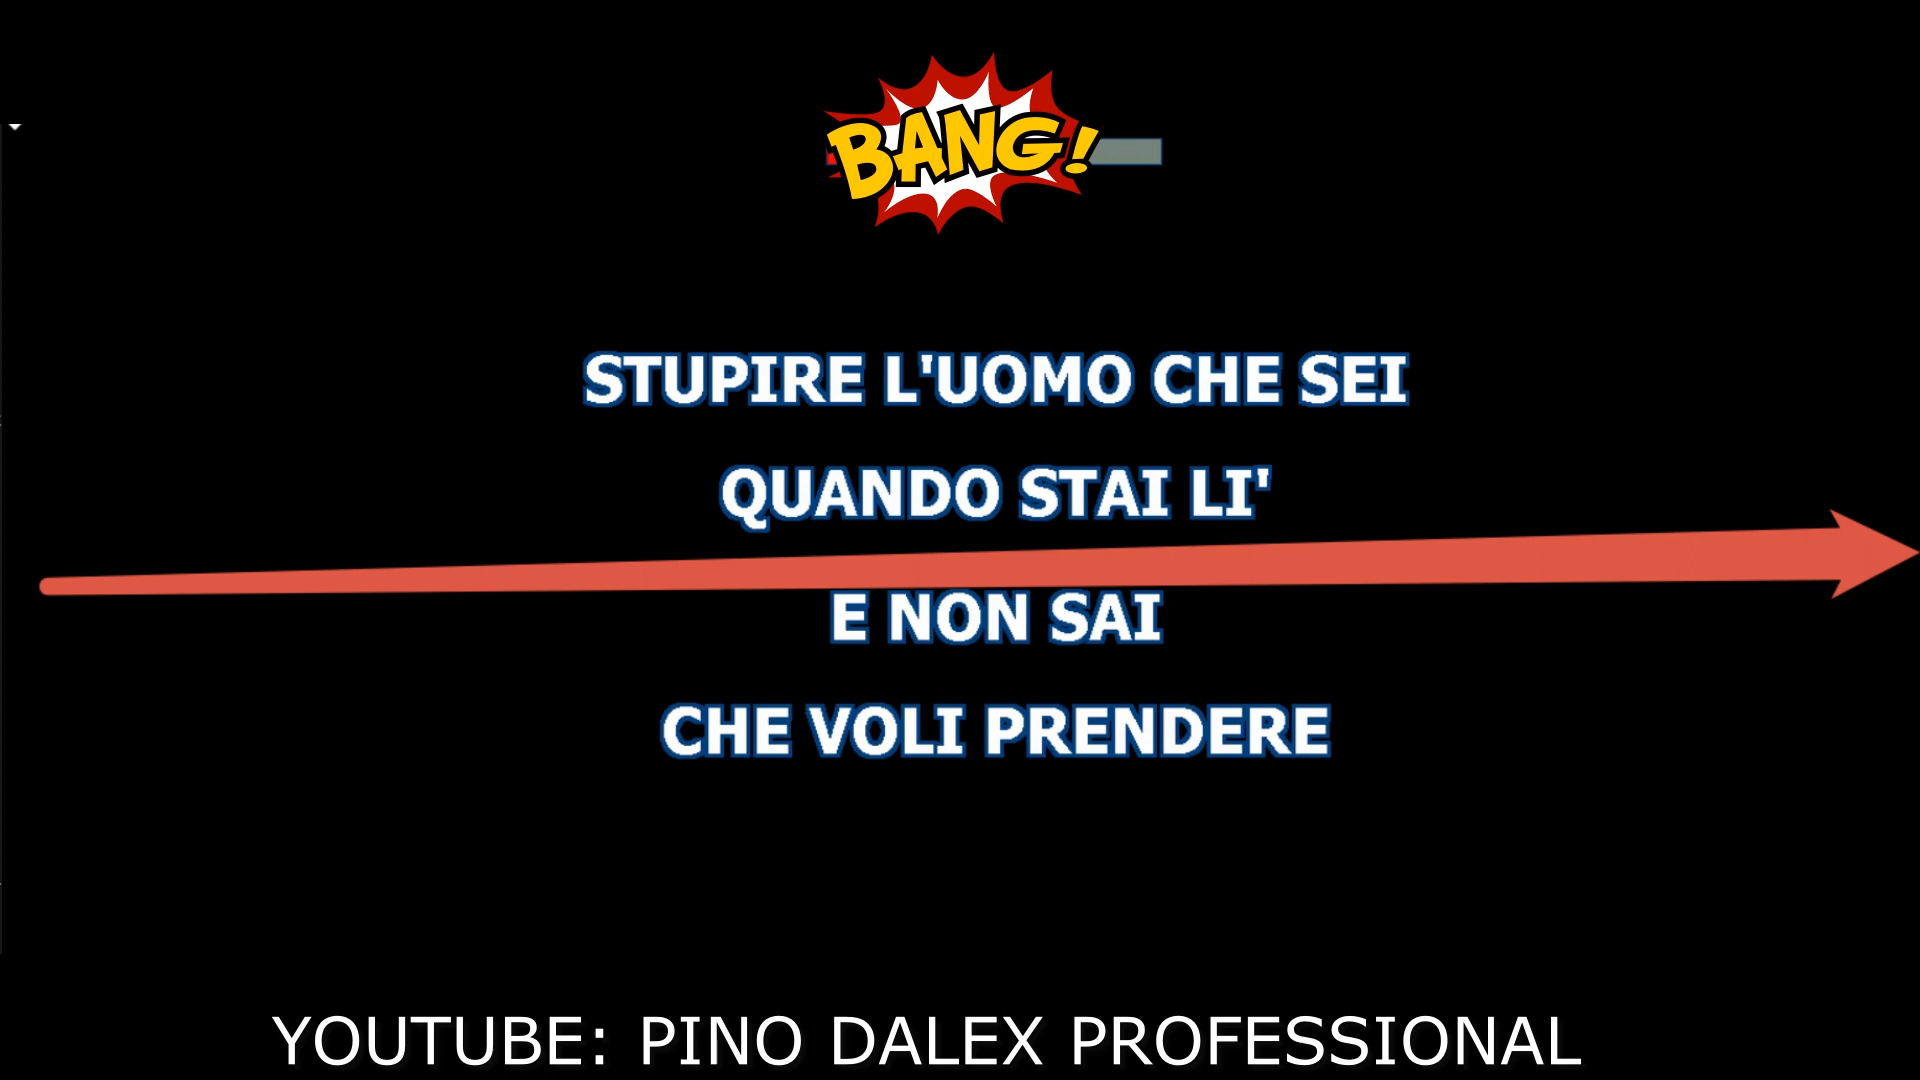 BANG!
STUPIRE L'UOMO CHE SEI
QUANDO STAI LI'
E NON SAI
CHE VOLI PRENDERE
YOUTUBE: PINO DALEX PROFESSIONAL